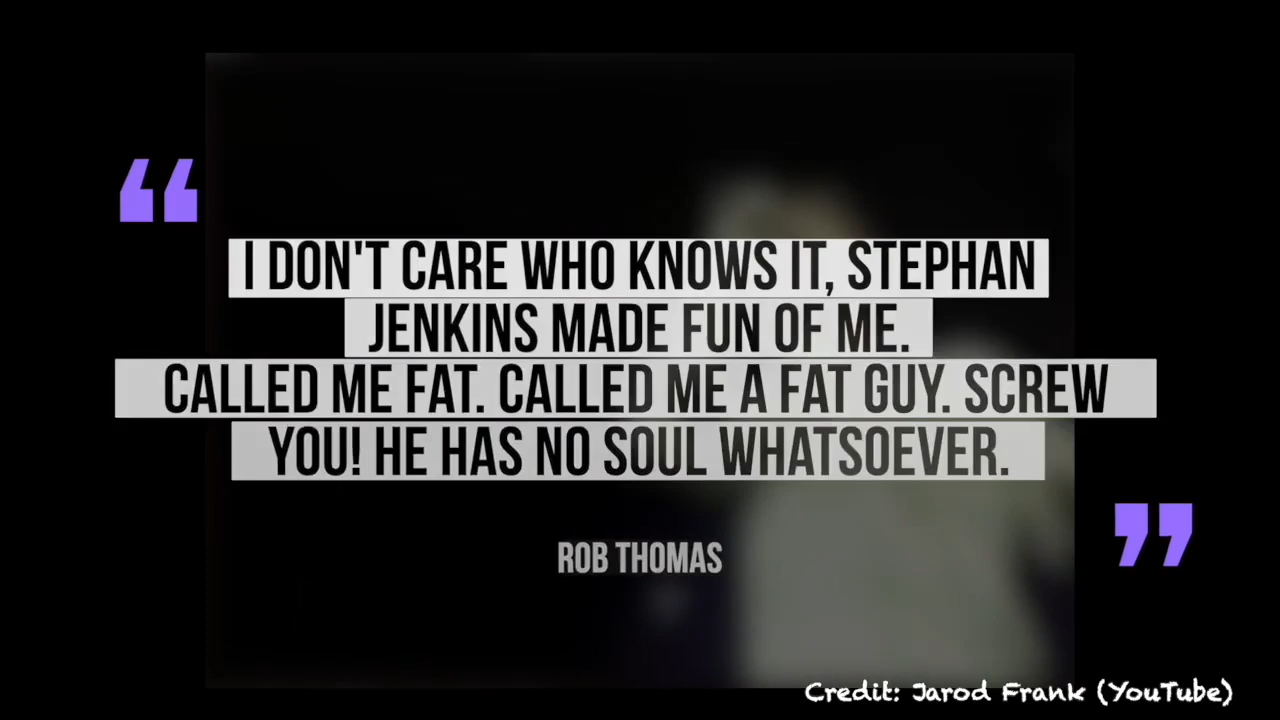 “
I DON'T CARE WHO KNOWS IT, STEPHAN
JENKINS MADE FUN OF ME.
CALLED ME FAT. CALLED ME A FAT GUY. SCREW
YOU! HE HAS NO SOUL WHATSOEVER.
”
ROB THOMAS
Credit: Jarod Frank (YouTube)